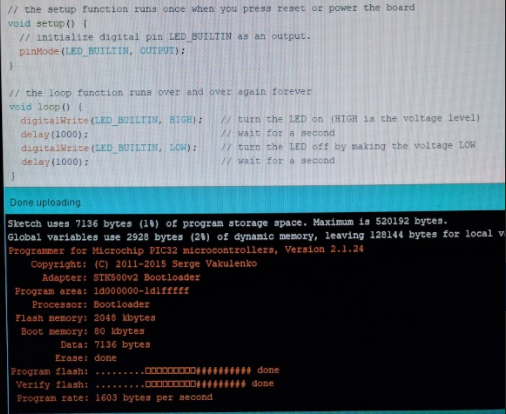 // the setup function runs once when you press reset or power the board
void setup() {
// initialize digital pin LED_BUILTIN as an output.
pinMode(LED_BUILTIN, OUTPUT);
}
// the loop function runs over and over again forever
void loop() {
digitalWrite(LED_BUILTIN, HIGH); // turn the LED on (HIGH is the voltage level)
delay(1000); // wait for a second
digitalWrite(LED_BUILTIN, LOW); // turn the LED off by making the voltage LOW
delay(1000); // wait for a second
}
Done uploading
Sketch uses 7136 bytes (1%) of program storage space. Maximum is 520192 bytes.
Global variables use 2928 bytes (2%) of dynamic memory, leaving 128144 bytes for local v
Programmer for Microchip PIC32 microcontrollers, Version 2.1.24
Copyright: (C) 2011-2015 Serge Vakulenko
Adapter: STK500v2 Bootloader
Program area: 1d000000-1d1fffff
Processor: Bootloader
Flash memory: 2048 kbytes
Boot memory: 80 kbytes
Data: 7136 bytes
Erase: done
Program flash: .........□□□□□□□□□########## done
Verify flash: .........□□□□□□□□□######### done
Program rate: 1603 bytes per second